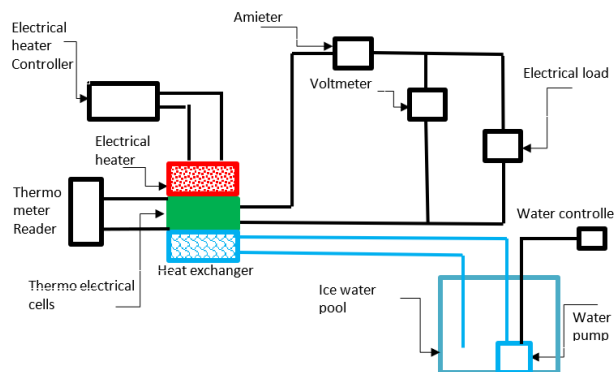 Electrical
heater
Controller
Amieter
Voltmeter
Electrical load
Electrical
heater
Thermo
meter
Reader
Water controlle
Heat exchanger
Thermo electrical
cells
Ice water
pool
Water
pump